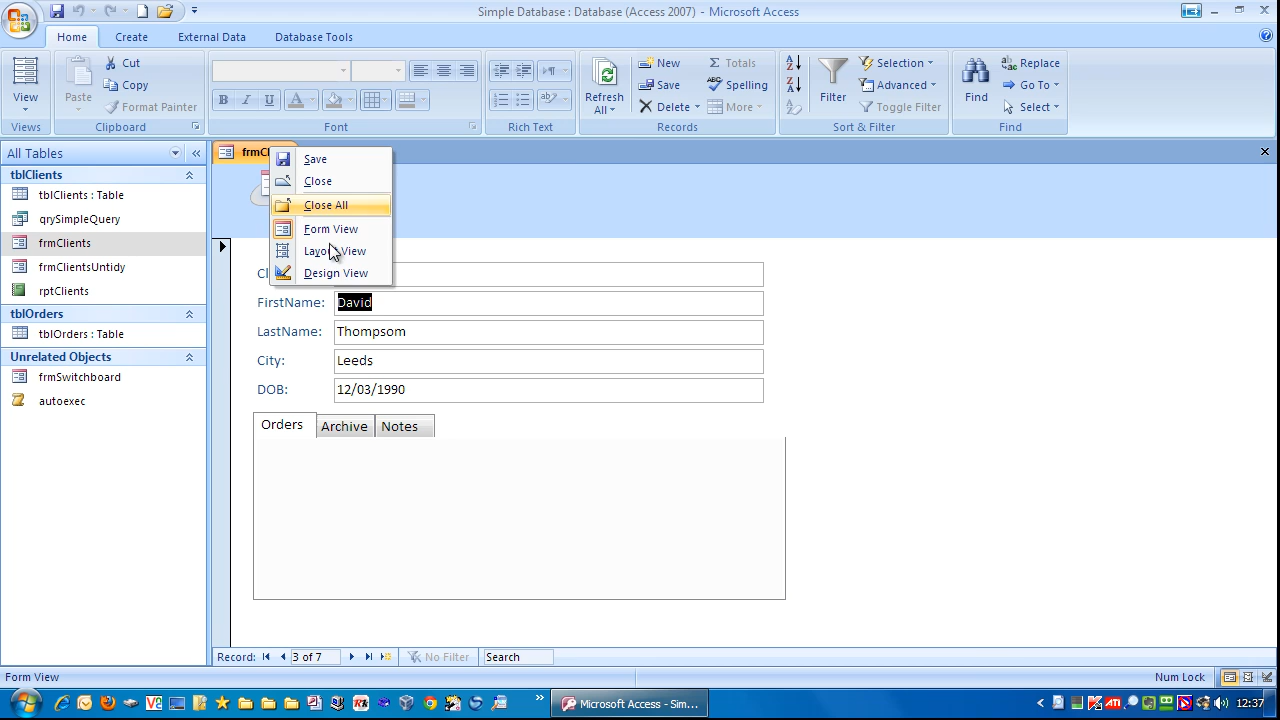 Simple Database : Database (Access 2007) - Microsoft Access
Home Create External Data Database Tools
View
Views
Paste
Cut
Copy
Format Painter
Clipboard
B I U A
Font
Rich Text
Refresh All
New
Save
Delete
Totals
Spelling
More
Records
Filter
Selection
Advanced
Toggle Filter
Sort & Filter
Find
Replace
Go To
Select
Find
All Tables
tblClients
tblClients : Table
qrySimpleQuery
frmClients
frmClientsUntidy
rptClients
tblOrders
tblOrders : Table
Unrelated Objects
frmSwitchboard
autoexec
Save
Close
Close All
Form View
Layout View
Design View
FirstName: David
LastName: Thompsom
City: Leeds
DOB: 12/03/1990
Orders Archive Notes
Record: 3 of 7 No Filter Search
Form View Num Lock
Microsoft Access - Sim... 12:37